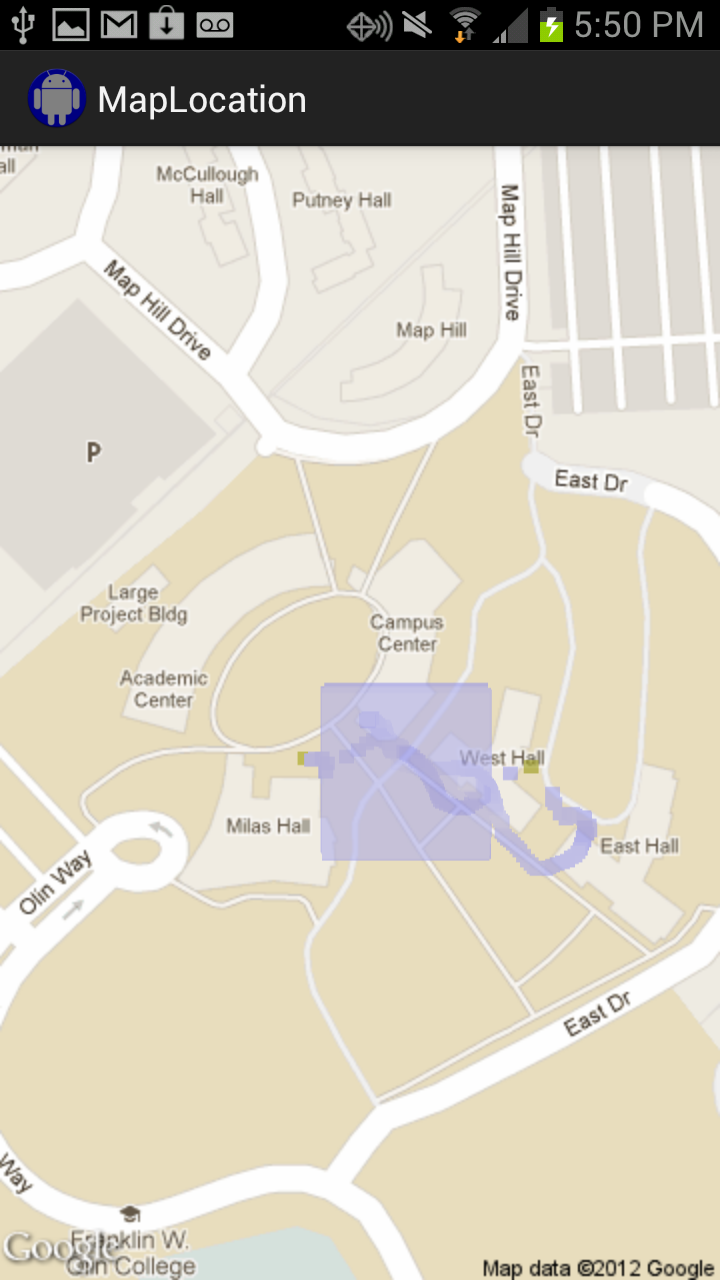 5:50 PM
MapLocation
all
McCullough
Hall
Putney Hall
Map Hill Drive
Map Hill Drive
Map Hill
East Dr
P
East Dr
Large
Project Bldg
Campus
Center
Academic
Center
West Hall
Milas Hall
East Hall
Olin Way
East Dr
Way
Franklin W.
Olin College
Google
Map data ©2012 Google